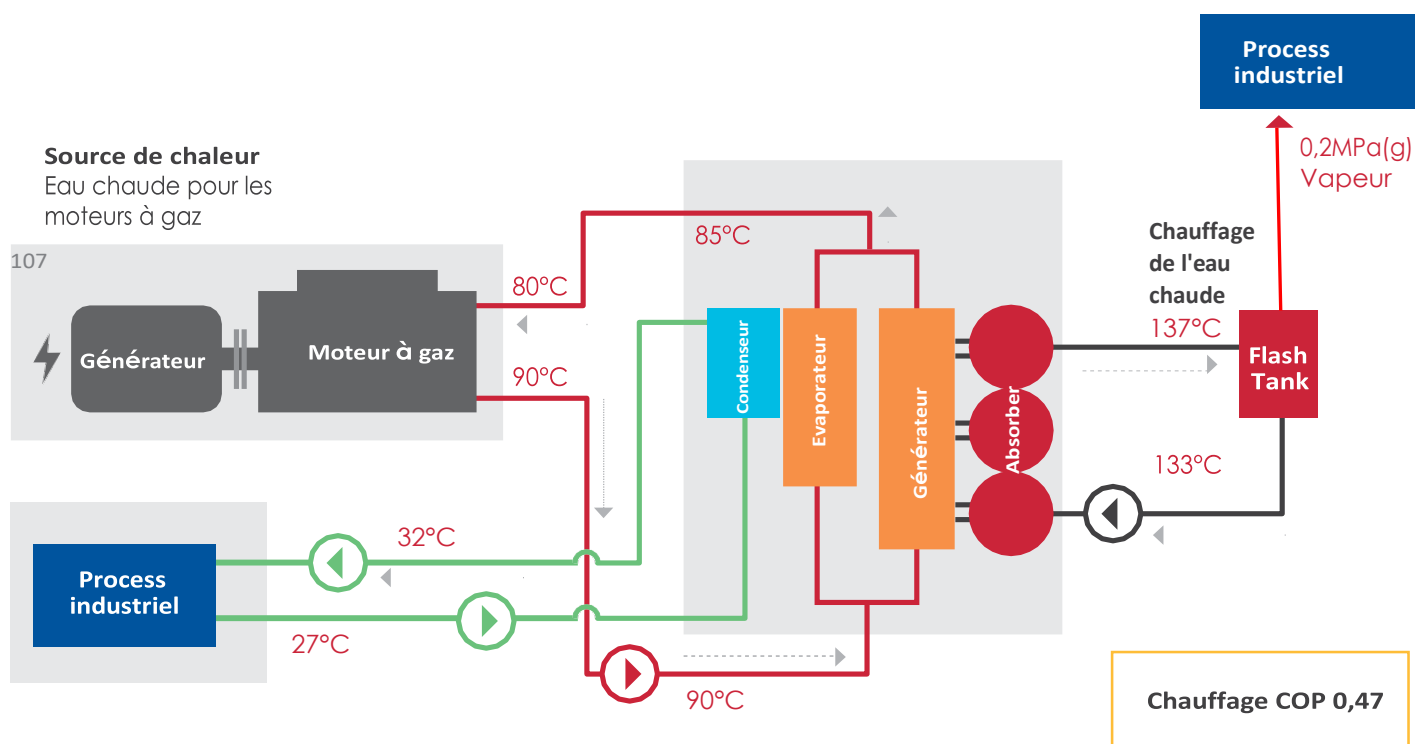 Process
industriel
0,2MPa(g)
Vapeur
Source de chaleur
Eau chaude pour les
moteurs à gaz
107
Générateur
Moteur à gaz
80°C
90°C
85°C
Condenseur
Evaporateur
Générateur
Absorber
Chauffage
de l'eau
chaude
137°C
Flash
Tank
133°C
Process
industriel
32°C
27°C
90°C
Chauffage COP 0,47